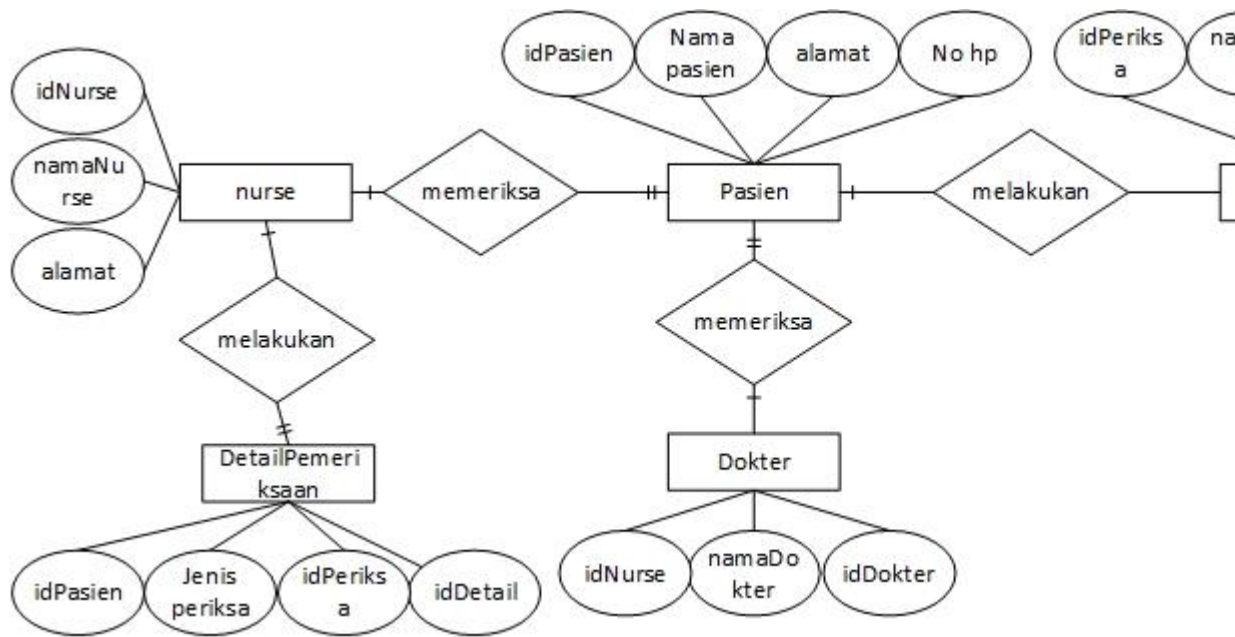 idPasien
Nama
pasien
alamat
No hp
idPeriks
a
na
idNurse
namaNu
rse
alamat
nurse
memeriksa
Pasien
melakukan
melakukan
memeriksa
DetailPemeri
ksaan
Dokter
idPasien
Jenis
periksa
idPeriks
a
idDetail
idNurse
namaDo
kter
idDokter